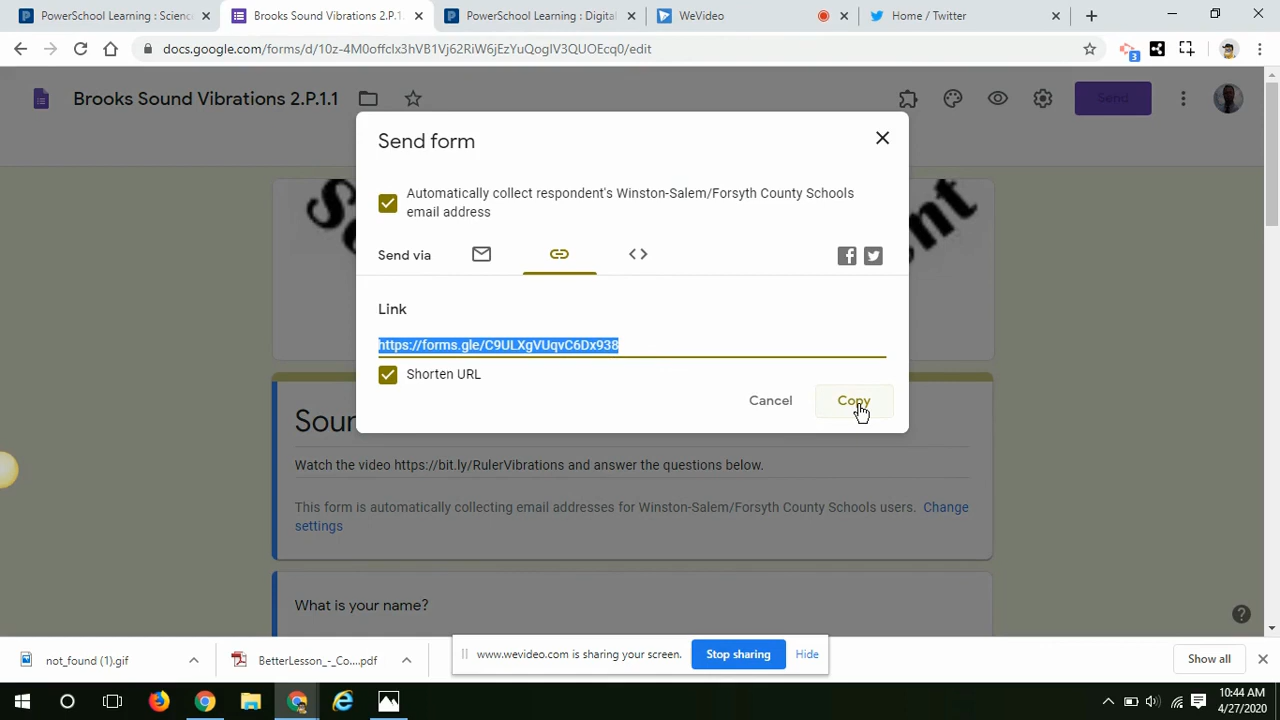 PowerSchool Learning : Scienc
Brooks Sound Vibrations 2.P.1.
PowerSchool Learning : Digital
WeVideo
Home / Twitter
docs.google.com/forms/d/10z-4M0offclx3hVB1Vj62RiW6jEzYuQogIV3QUOEcq0/edit
3
Brooks Sound Vibrations 2.P.1.1
Send
Send form
Automatically collect respondent's Winston-Salem/Forsyth County Schools
email address
Send via
Link
https://forms.gle/C9ULXgVUqvC6Dx938
Shorten URL
Cancel
Copy
Sour
Watch the video https://bit.ly/RulerVibrations and answer the questions below.
This form is automatically collecting email addresses for Winston-Salem/Forsyth County Schools users. Change
settings
What is your name?
not_found (1).gif
BetterLesson_-_Co....pdf
www.wevideo.com is sharing your screen.
Stop sharing
Hide
Show all
10:44 AM
4/27/2020